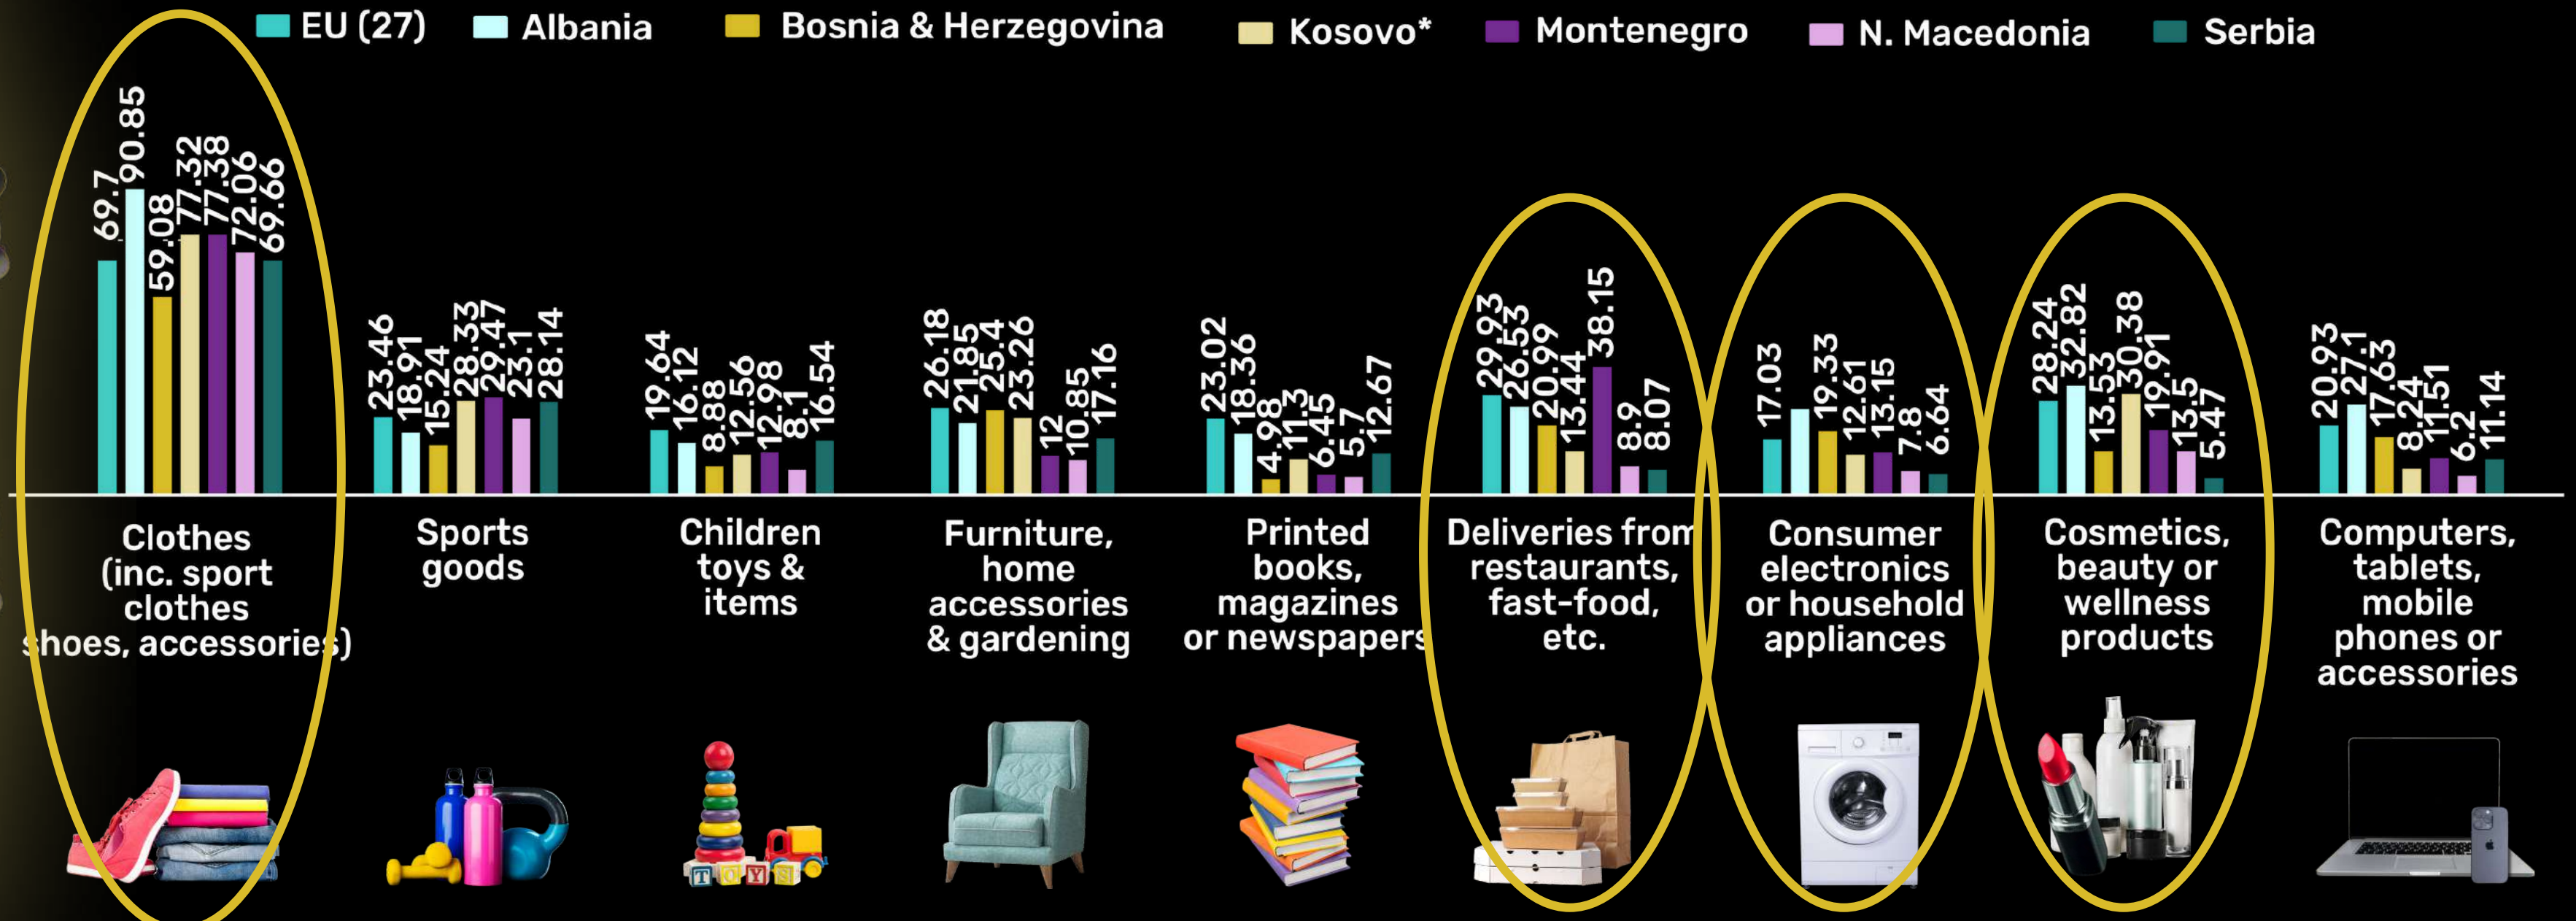 EU (27) Albania Bosnia & Herzegovina Kosovo* Montenegro N. Macedonia Serbia
69.7 90.85 59.08 77.32 77.38 72.06 69.66
23.46 18.91 15.24 28.33 29.47 23.1 28.14
19.64 16.12 8.88 12.56 12.98 8.1 16.54
26.18 21.85 25.4 23.26 12 10.85 17.16
23.02 18.36 4.98 11.3 6.45 5.7 12.67
29.93 26.53 20.99 13.44 38.15 8.9 8.07
17.03 19.33 12.61 13.15 7.8 6.64
28.24 32.82 13.53 30.38 19.91 13.5 5.47
20.93 27.1 17.63 8.24 11.51 6.2 11.14
Clothes
(inc. sport
clothes
shoes, accessories)
Sports
goods
Children
toys &
items
Furniture,
home
accessories
& gardening
Printed
books,
magazines
or newspapers
Deliveries from
restaurants,
fast-food,
etc.
Consumer
electronics
or household
appliances
Cosmetics,
beauty or
wellness
products
Computers,
tablets,
mobile
phones or
accessories
TOYS